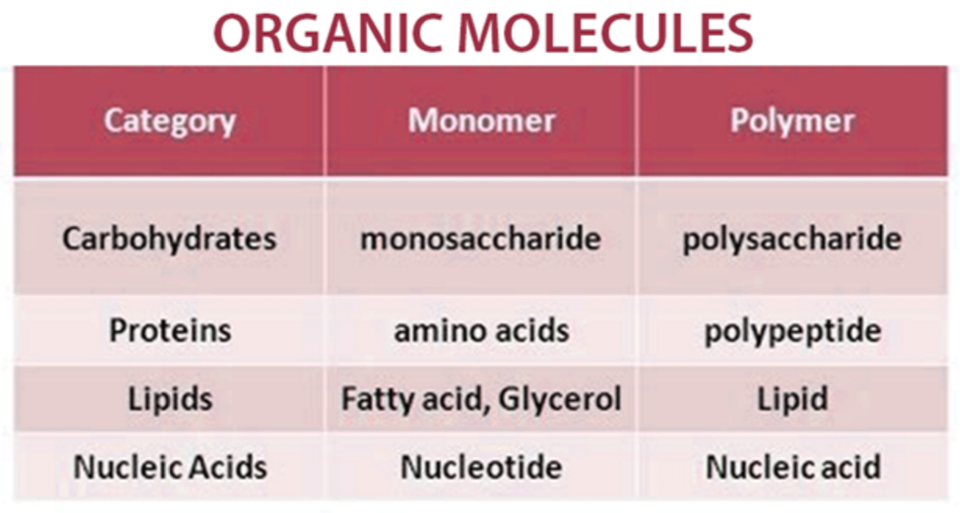 ORGANIC MOLECULES
Category Monomer Polymer
Carbohydrates monosaccharide polysaccharide
Proteins amino acids polypeptide
Lipids Fatty acid, Glycerol Lipid
Nucleic Acids Nucleotide Nucleic acid